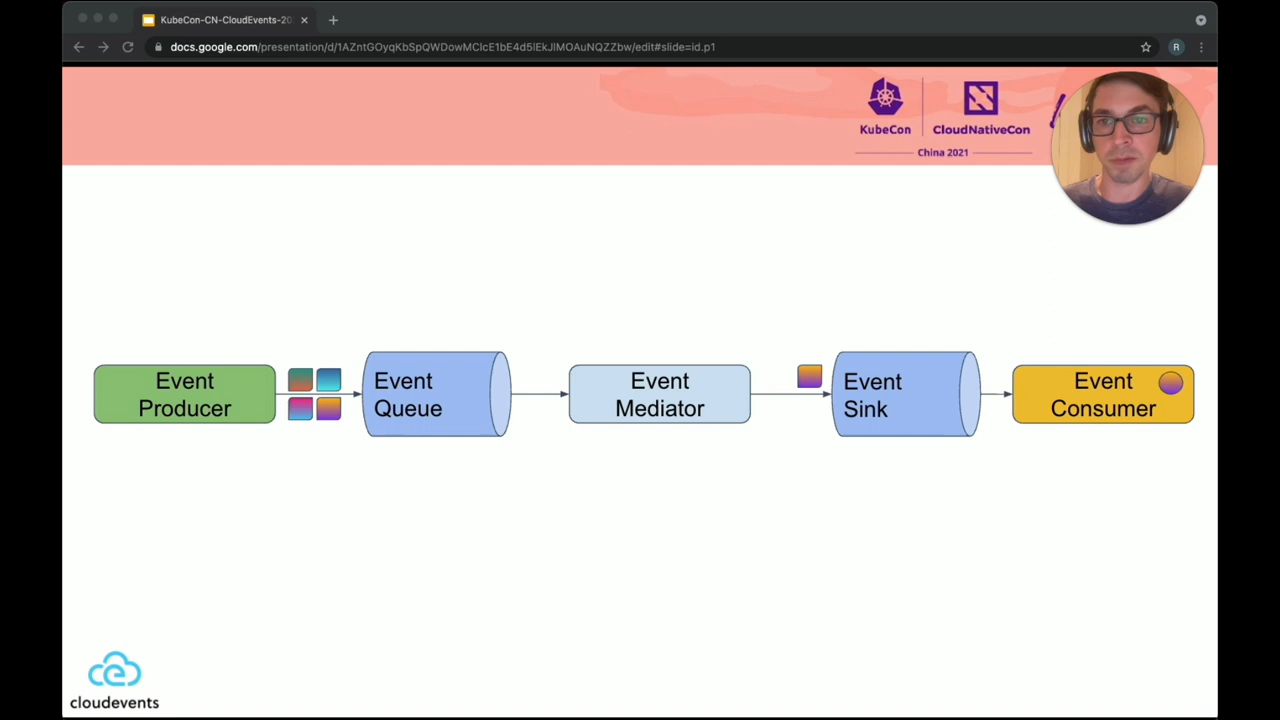 KubeCon-CN-CloudEvents-20
docs.google.com/presentation/d/1AZntGOyqKbSpQWDowMClcE1bE4d5iEkJlMOAuNQZZbw/edit#slide=id.p1
R
KubeCon
CloudNativeCon
China 2021
Event
Producer
Event
Queue
Event
Mediator
Event
Sink
Event
Consumer
cloudevents